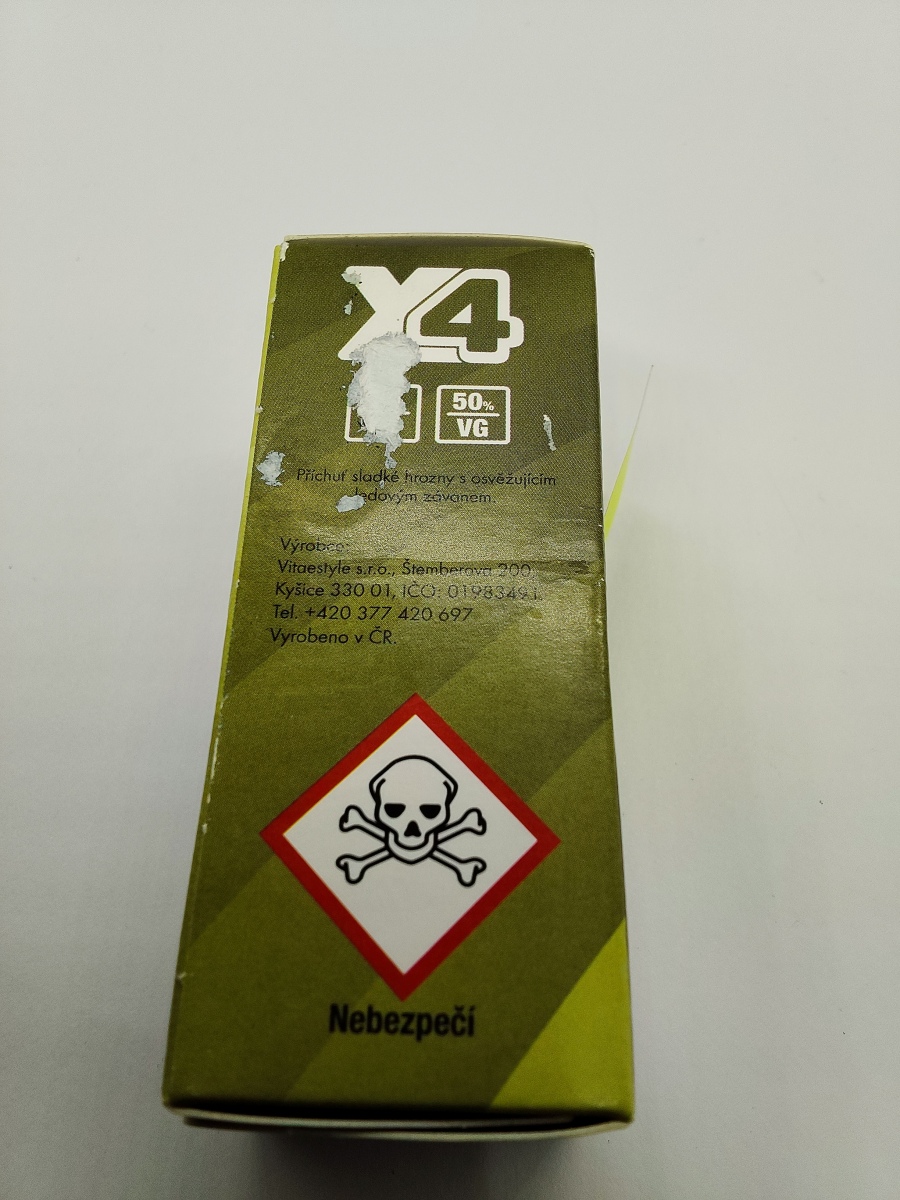 X4
50%
VG
Příchuť sladké hrozny s osvěžujícím
ledovým závanem.
Výrobce:
Vitaestyle s.r.o., Štemberova 200,
Kyšice 330 01, IČO: 01983491.
Tel. +420 377 420 697
Vyrobeno v ČR.
Nebezpečí